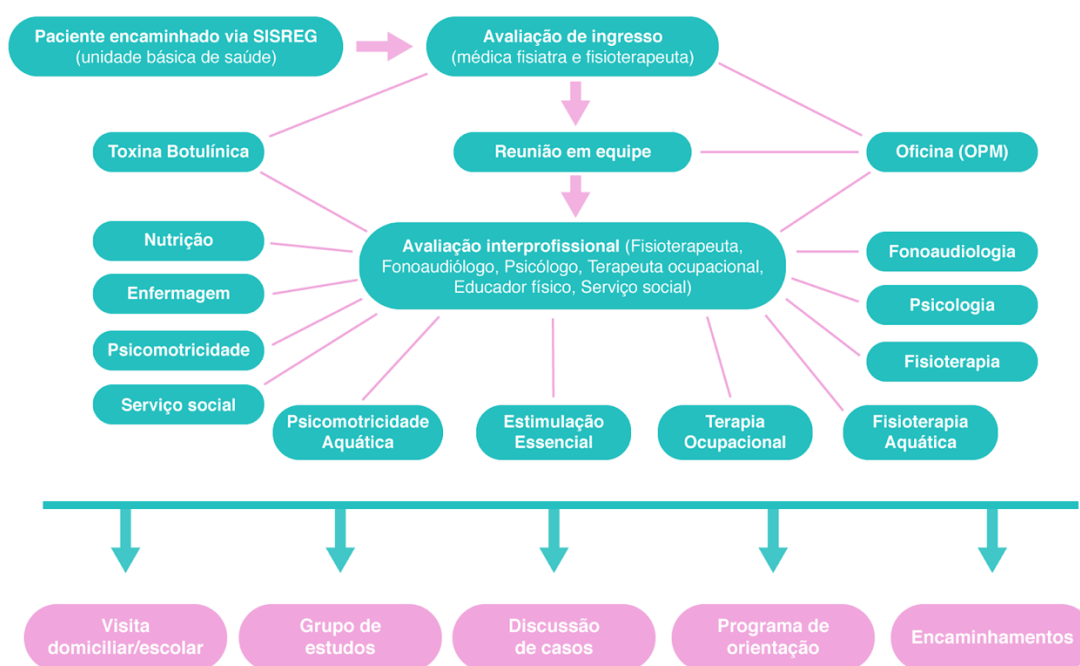 Paciente encaminhado via SISREG
(unidade básica de saúde)
Avaliação de ingresso
(médica fisiatra e fisioterapeuta)
Toxina Botulínica
Reunião em equipe
Oficina (OPM)
Nutrição
Enfermagem
Psicomotricidade
Serviço social
Avaliação interprofissional (Fisioterapeuta,
Fonoaudiólogo, Psicólogo, Terapeuta ocupacional,
Educador físico, Serviço social)
Fonoaudiologia
Psicologia
Fisioterapia
Psicomotricidade
Aquática
Estimulação
Essencial
Terapia
Ocupacional
Fisioterapia
Aquática
Visita
domiciliar/escolar
Grupo de
estudos
Discussão
de casos
Programa de
orientação
Encaminhamentos